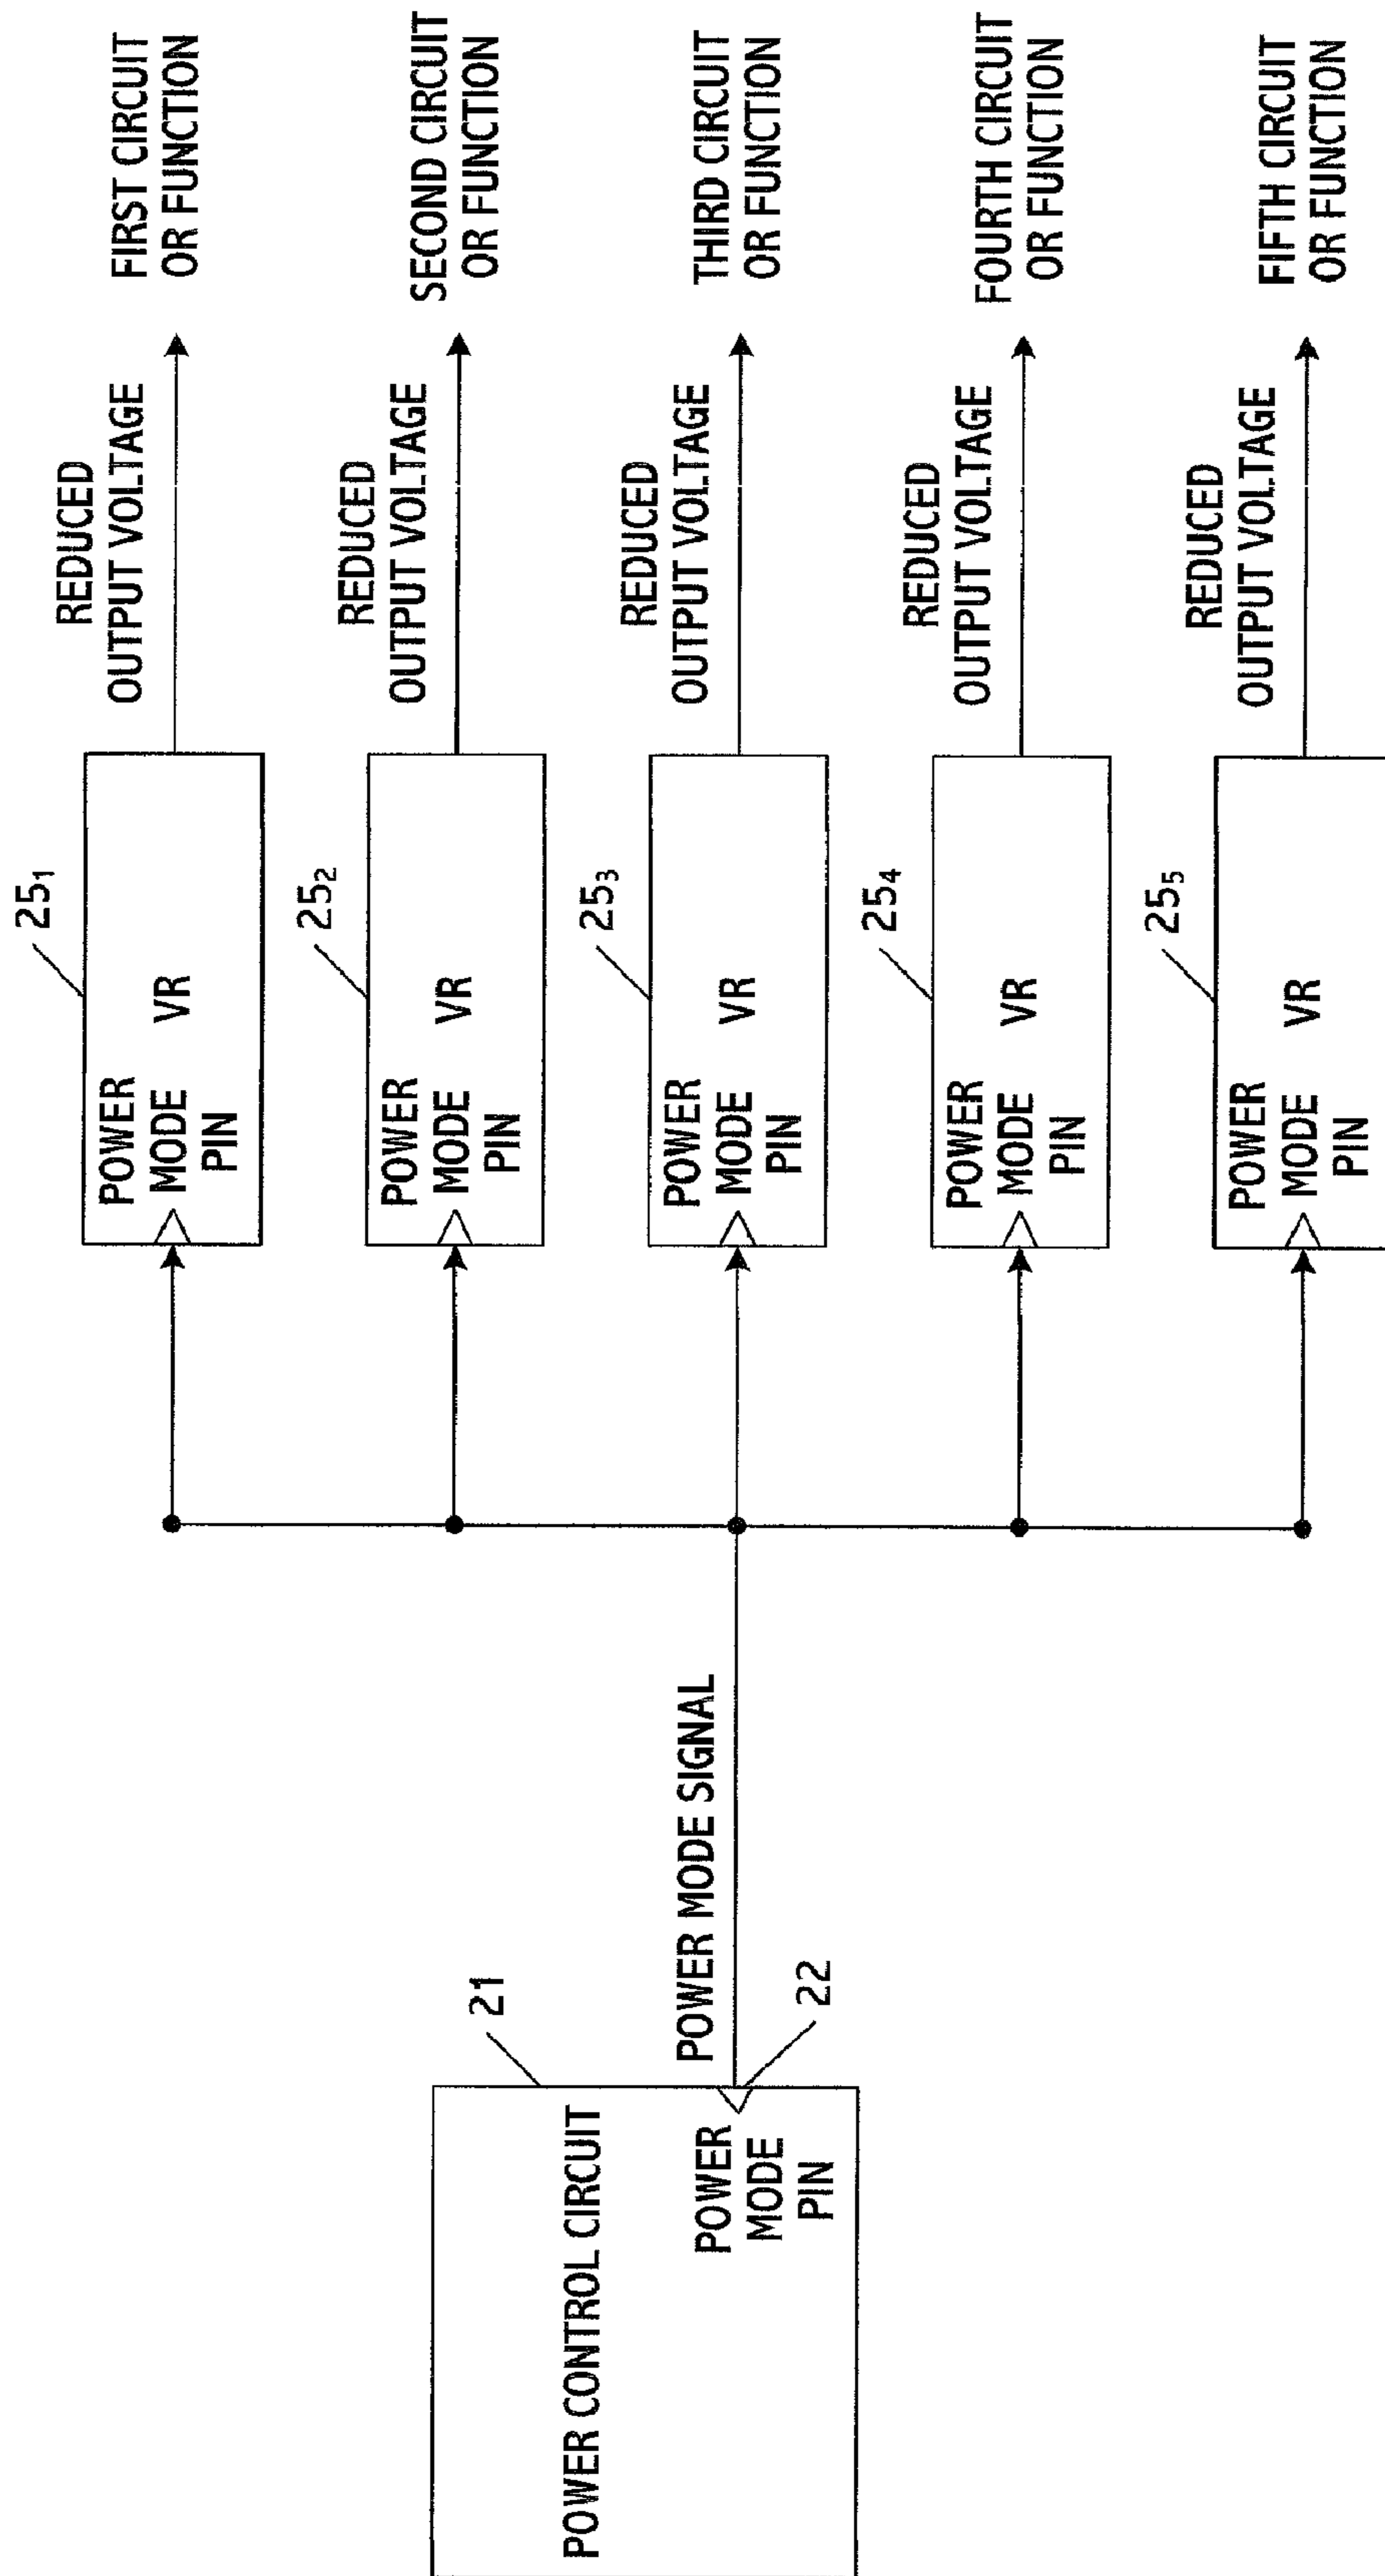 POWER CONTROL CIRCUIT
21
POWER
MODE
PIN
22
POWER MODE SIGNAL
25₁
POWER
MODE
PIN
VR
REDUCED
OUTPUT VOLTAGE
FIRST CIRCUIT
OR FUNCTION
25₂
POWER
MODE
PIN
VR
REDUCED
OUTPUT VOLTAGE
SECOND CIRCUIT
OR FUNCTION
25₃
POWER
MODE
PIN
VR
REDUCED
OUTPUT VOLTAGE
THIRD CIRCUIT
OR FUNCTION
25₄
POWER
MODE
PIN
VR
REDUCED
OUTPUT VOLTAGE
FOURTH CIRCUIT
OR FUNCTION
25₅
POWER
MODE
PIN
VR
REDUCED
OUTPUT VOLTAGE
FIFTH CIRCUIT
OR FUNCTION